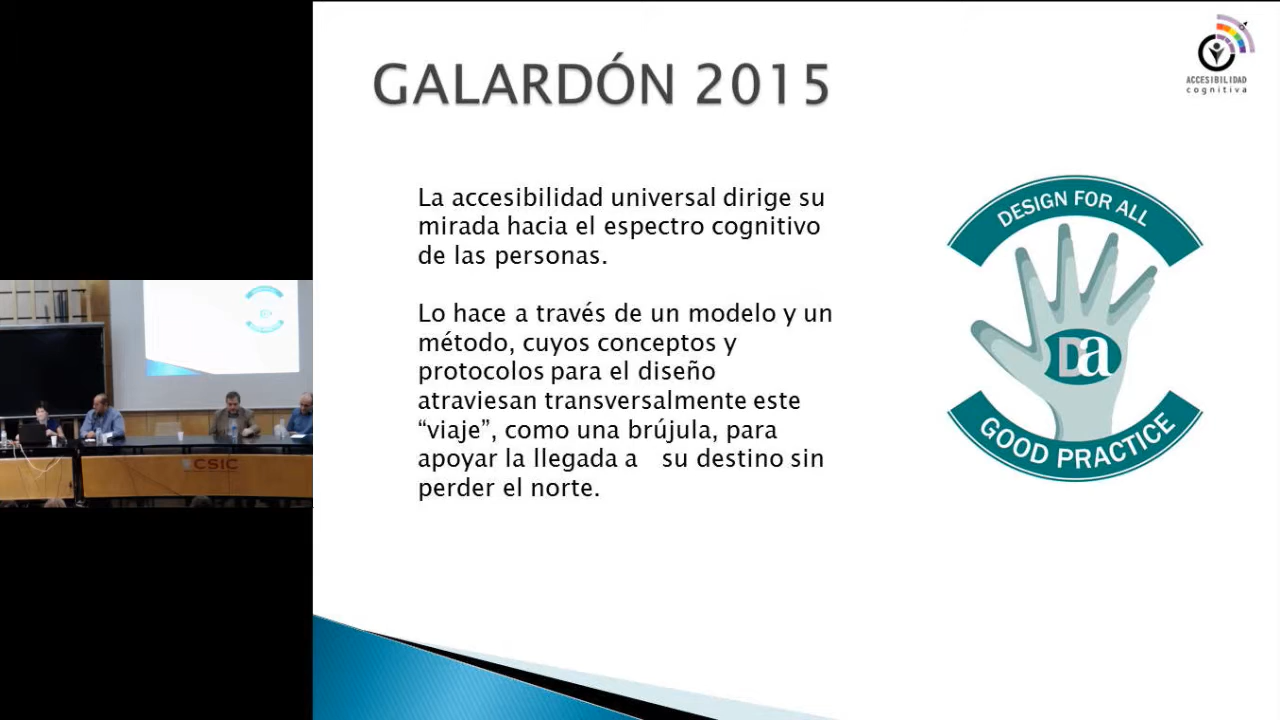 GALARDÓN 2015
ACCESIBILIDAD
cognitiva
La accesibilidad universal dirige su
mirada hacia el espectro cognitivo
de las personas.
Lo hace a través de un modelo y un
método, cuyos conceptos y
protocolos para el diseño
atraviesan transversalmente este
“viaje”, como una brújula, para
apoyar la llegada a su destino sin
perder el norte.
DESIGN FOR ALL
Da
GOOD PRACTICE
CSIC